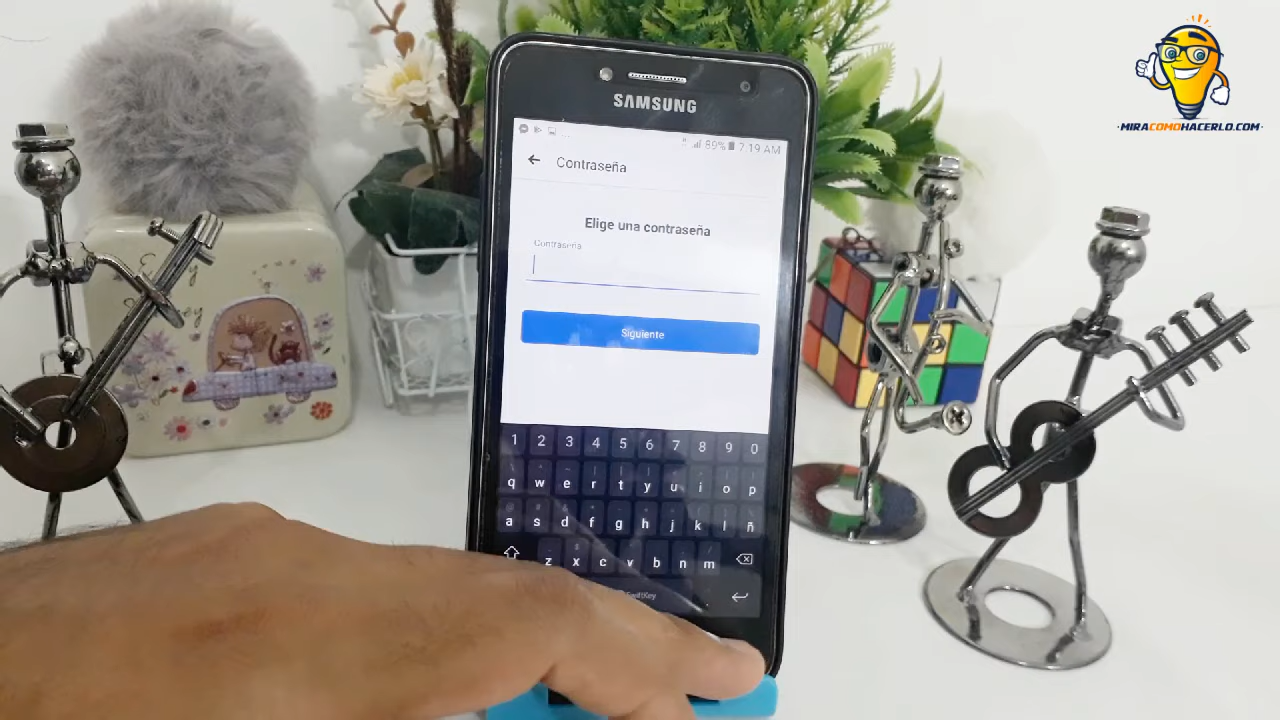 ·MIRACOMOHACERLO.COM·
SAMSUNG
89% 7:19 AM
Contraseña
Elige una contraseña
Contraseña
Siguiente
1 2 3 4 5 6 7 8 9 0
q w e r t y u i o p
a s d f g h j k l ñ
z x c v b n m
SwiftKey